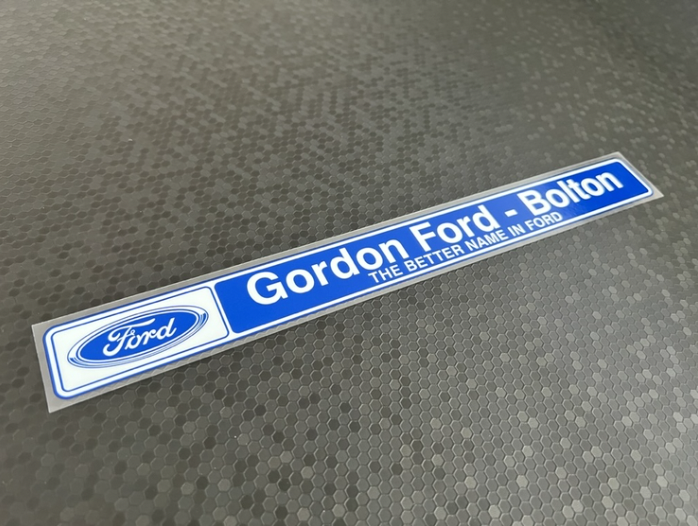 Ford
Gordon Ford - Bolton
THE BETTER NAME IN FORD